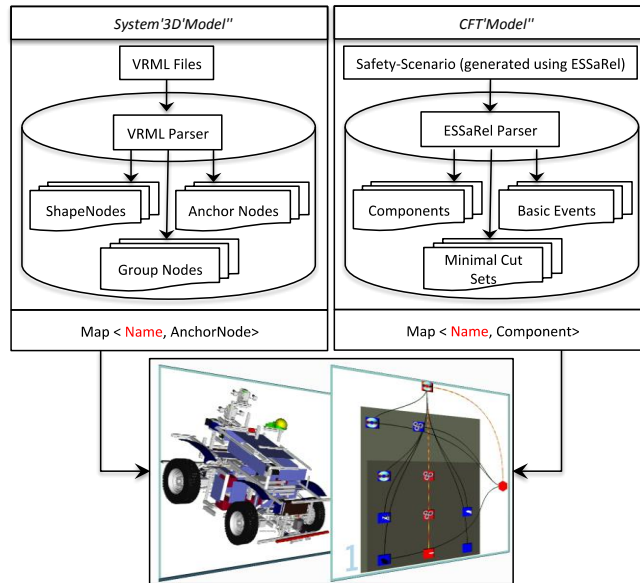 System'3D'Model''
VRML Files
VRML Parser
ShapeNodes
Anchor Nodes
Group Nodes
Map < Name, AnchorNode>
CFT'Model''
Safety-Scenario (generated using ESSaRel)
ESSaRel Parser
Components
Basic Events
Minimal Cut
Sets
Map < Name, Component>
1